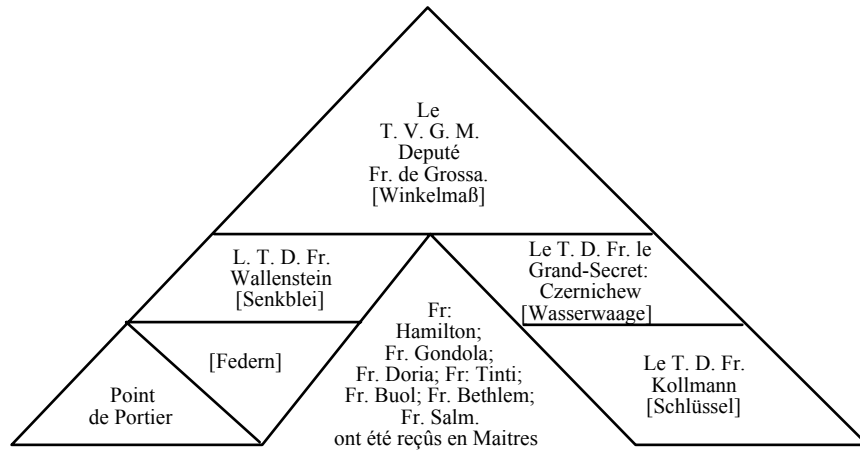 Le
T. V. G. M.
Deputé
Fr. de Grossa.
[Winkelmaß]
L. T. D. Fr.
Wallenstein
[Senkblei]
Le T. D. Fr. le
Grand-Secret:
Czernichew
[Wasserwaage]
Fr:
Hamilton;
Fr. Gondola;
Fr. Doria; Fr: Tinti;
Fr. Buol; Fr. Bethlem;
Fr. Salm.
ont été reçûs en Maitres
[Federn]
Point
de Portier
Le T. D. Fr.
Kollmann
[Schlüssel]